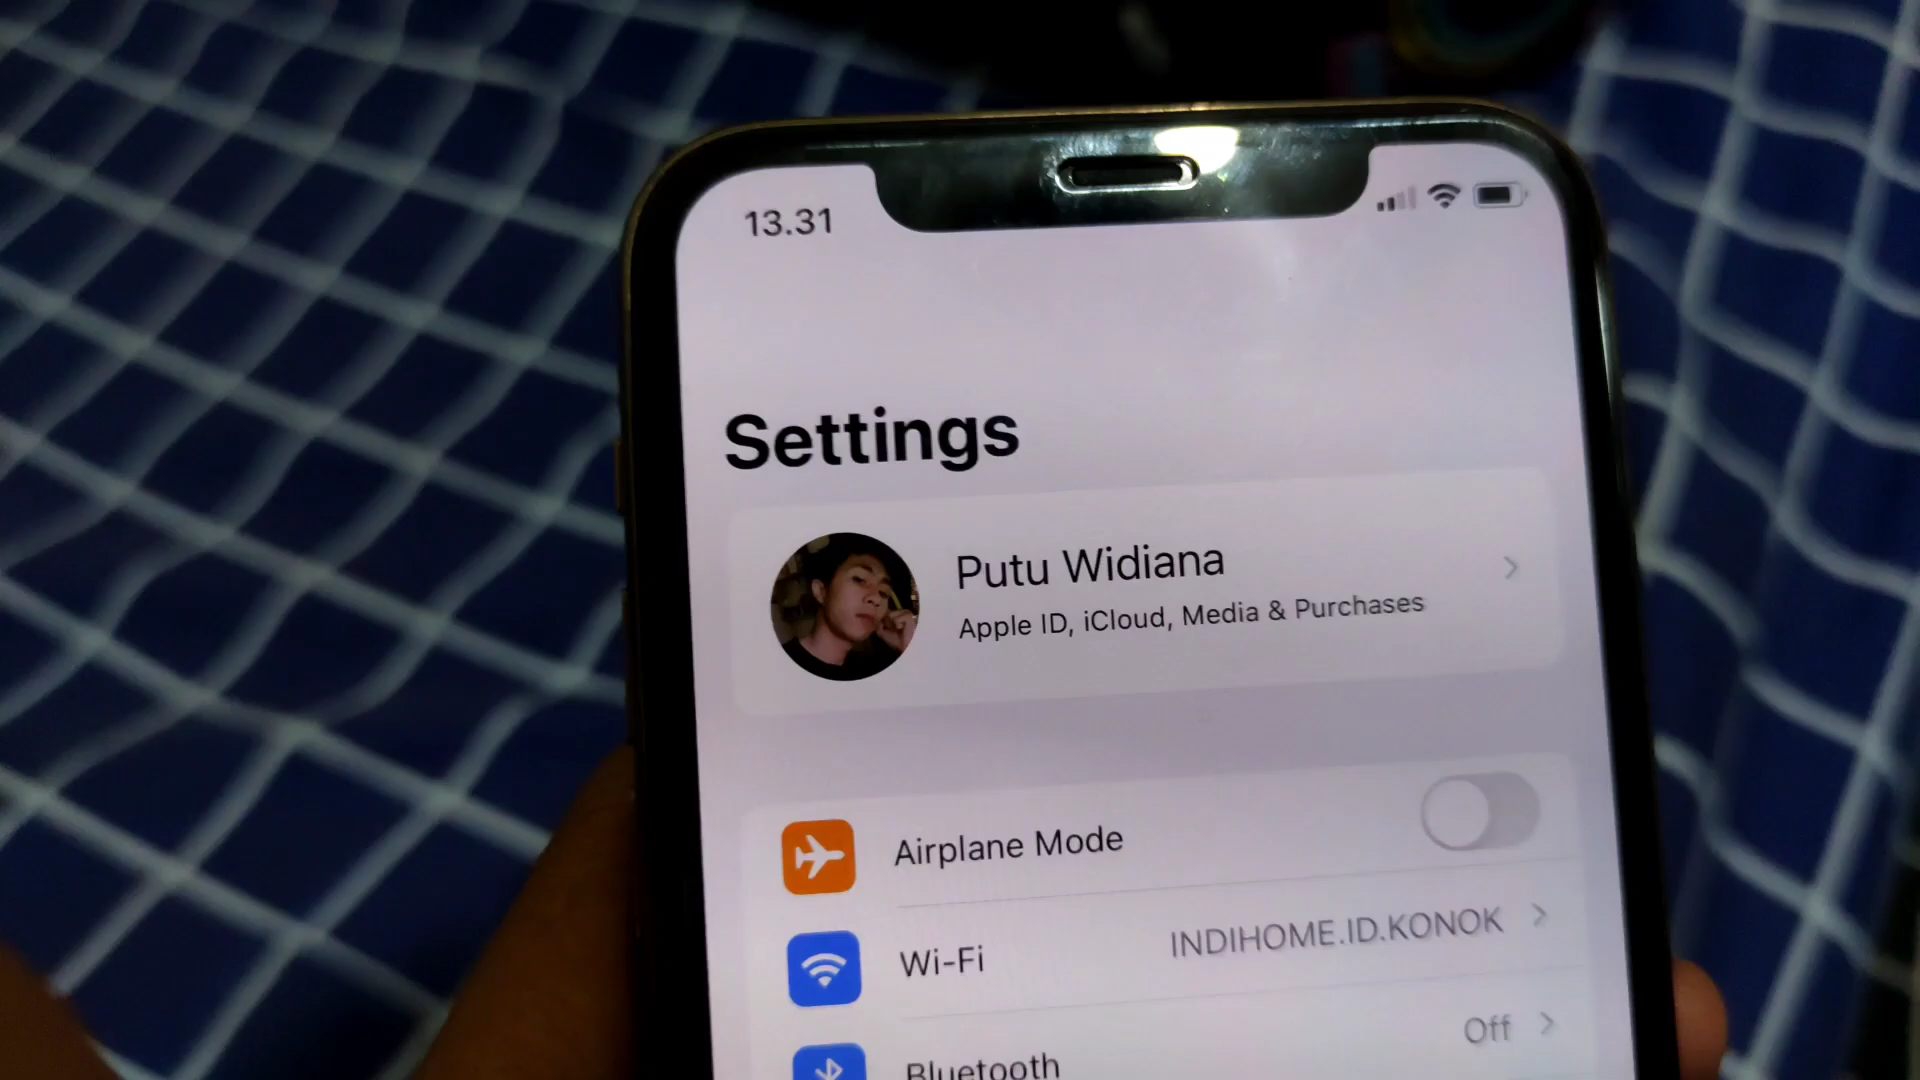 13.31
Settings
Putu Widiana
Apple ID, iCloud, Media & Purchases
Airplane Mode
Wi-Fi INDIHOME.ID.KONOK
Bluetooth Off